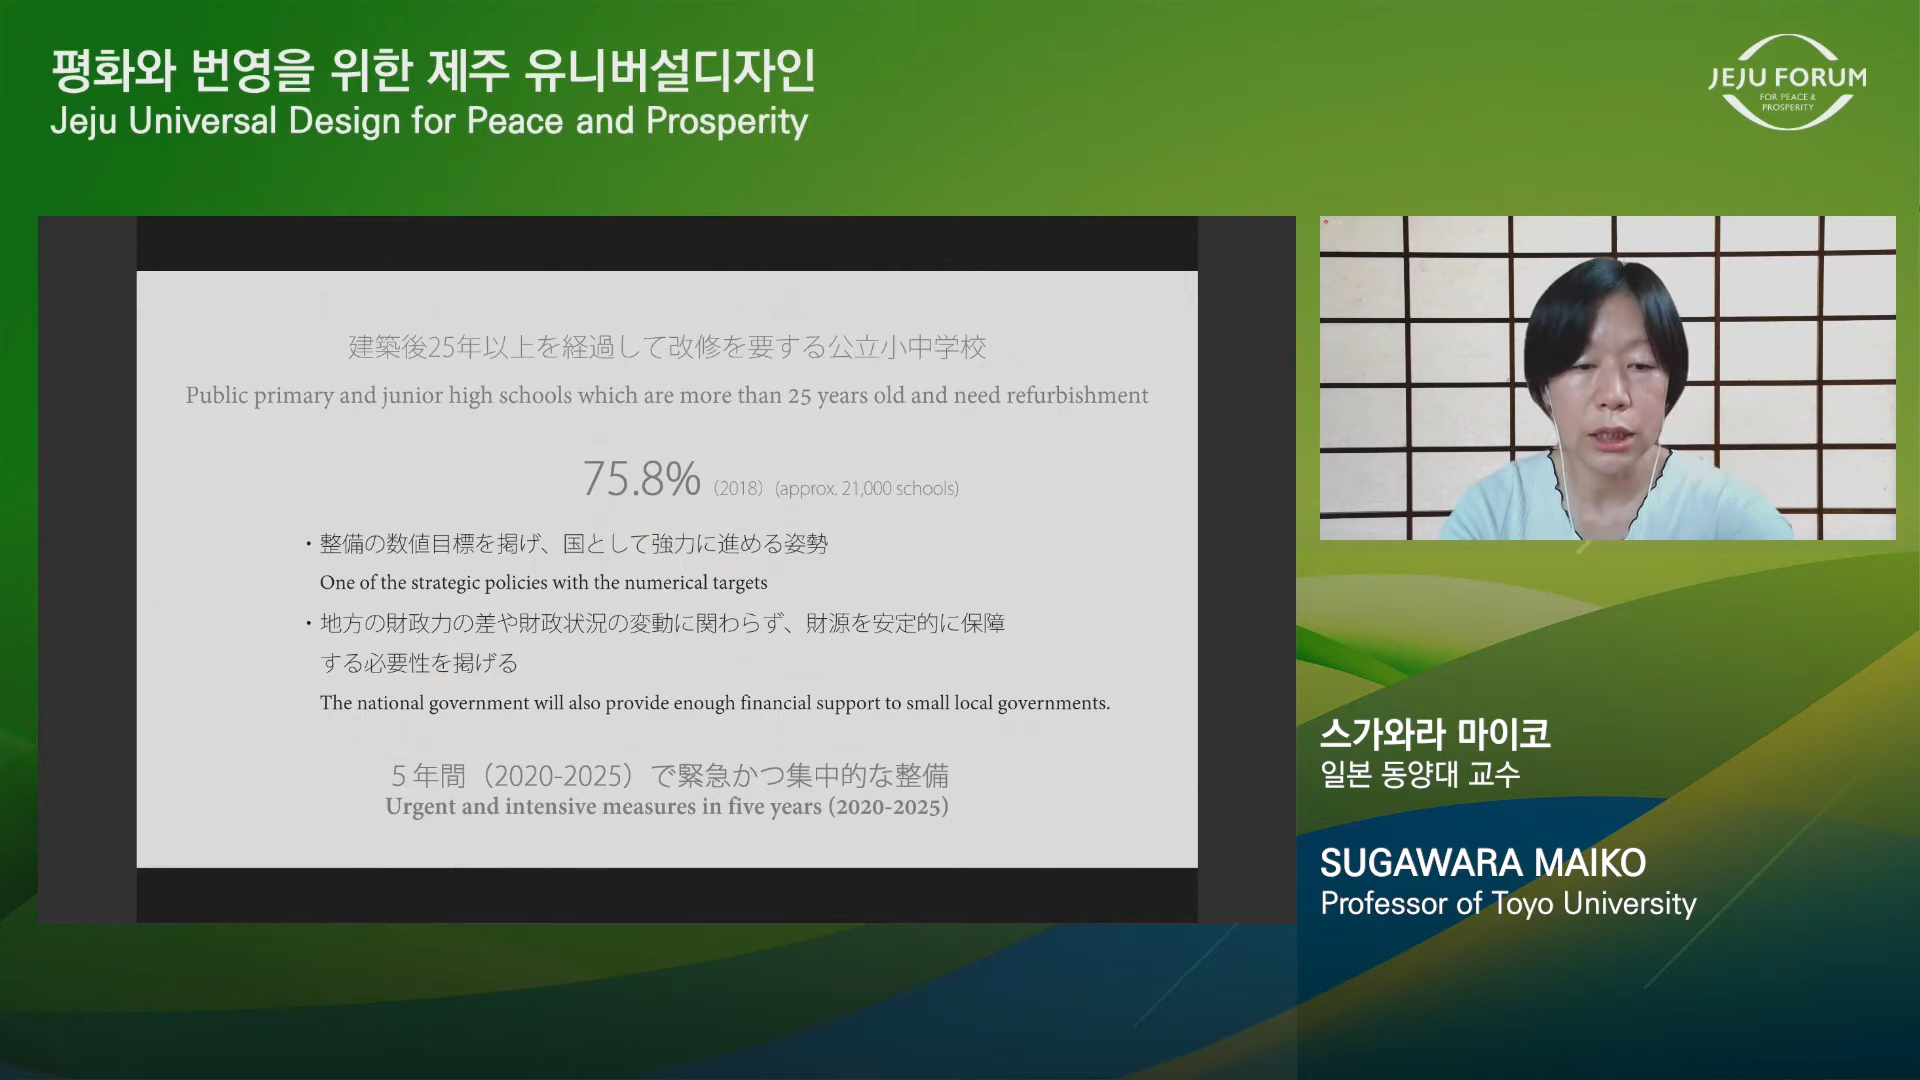 평화와 번영을 위한 제주 유니버설디자인
Jeju Universal Design for Peace and Prosperity
JEJU FORUM
FOR PEACE &
PROSPERITY
建築後25年以上を経過して改修を要する公立小中学校
Public primary and junior high schools which are more than 25 years old and need refurbishment
75.8%（2018）(approx. 21,000 schools)
・整備の数値目標を掲げ、国として強力に進める姿勢
One of the strategic policies with the numerical targets
・地方の財政力の差や財政状況の変動に関わらず、財源を安定的に保障
する必要性を掲げる
The national government will also provide enough financial support to small local governments.
５年間（2020-2025）で緊急かつ集中的な整備
Urgent and intensive measures in five years (2020-2025)
스가와라 마이코
일본 동양대 교수
SUGAWARA MAIKO
Professor of Toyo University